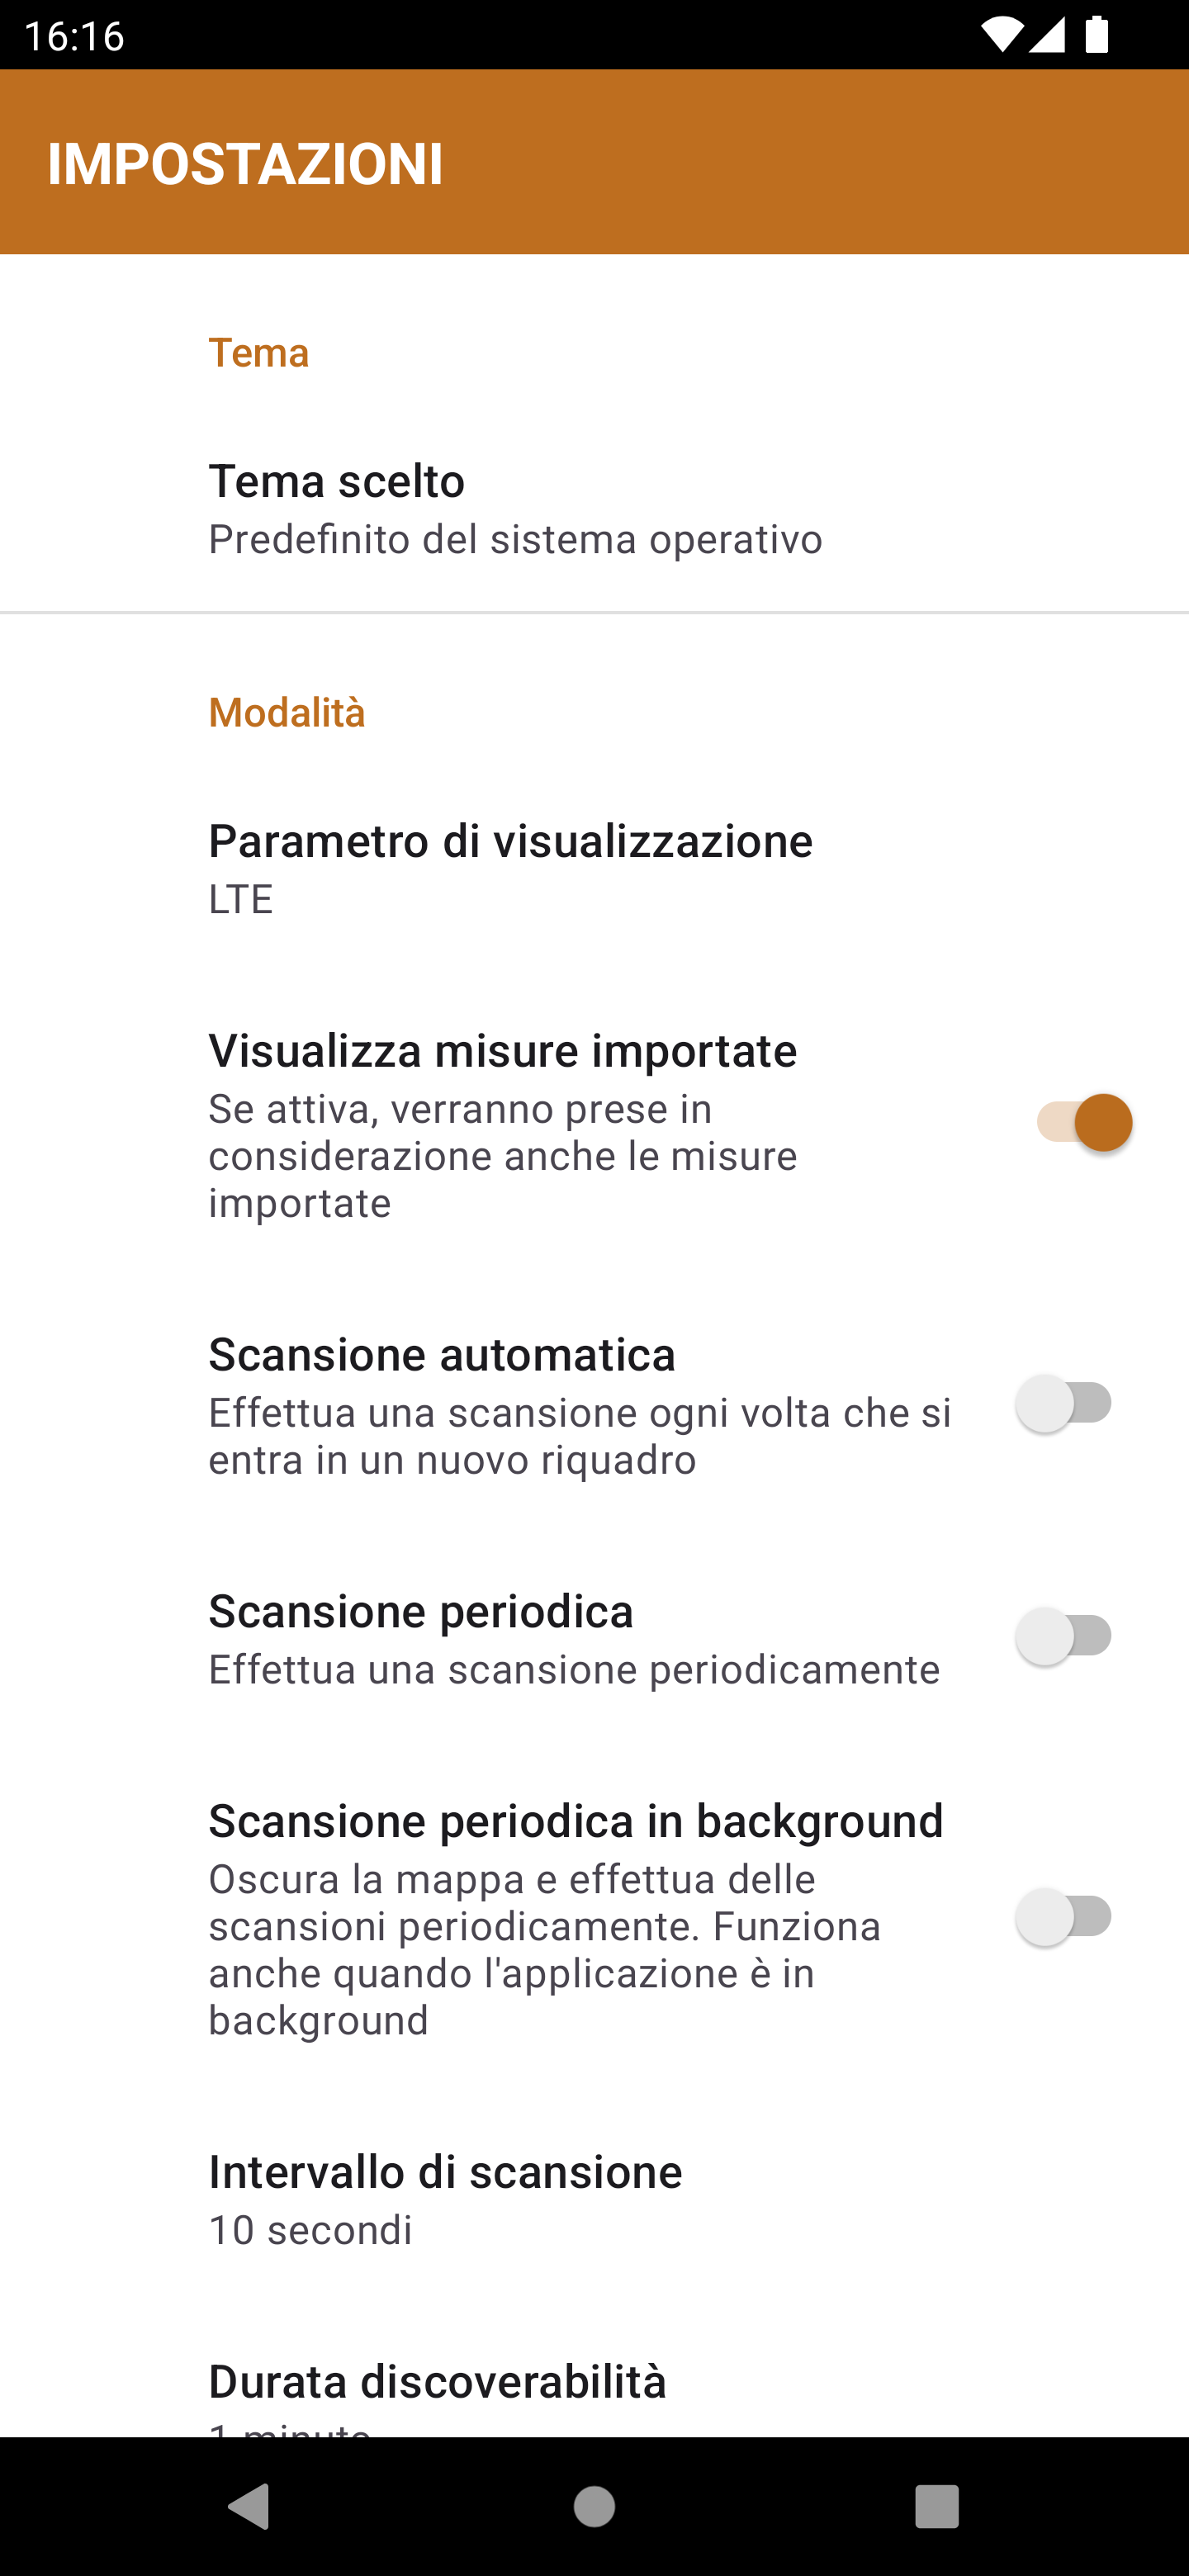 16:16
IMPOSTAZIONI
Tema
Tema scelto
Predefinito del sistema operativo
Modalità
Parametro di visualizzazione
LTE
Visualizza misure importate
Se attiva, verranno prese in
considerazione anche le misure
importate
Scansione automatica
Effettua una scansione ogni volta che si
entra in un nuovo riquadro
Scansione periodica
Effettua una scansione periodicamente
Scansione periodica in background
Oscura la mappa e effettua delle
scansioni periodicamente. Funziona
anche quando l'applicazione è in
background
Intervallo di scansione
10 secondi
Durata discoverabilità
1 minuto